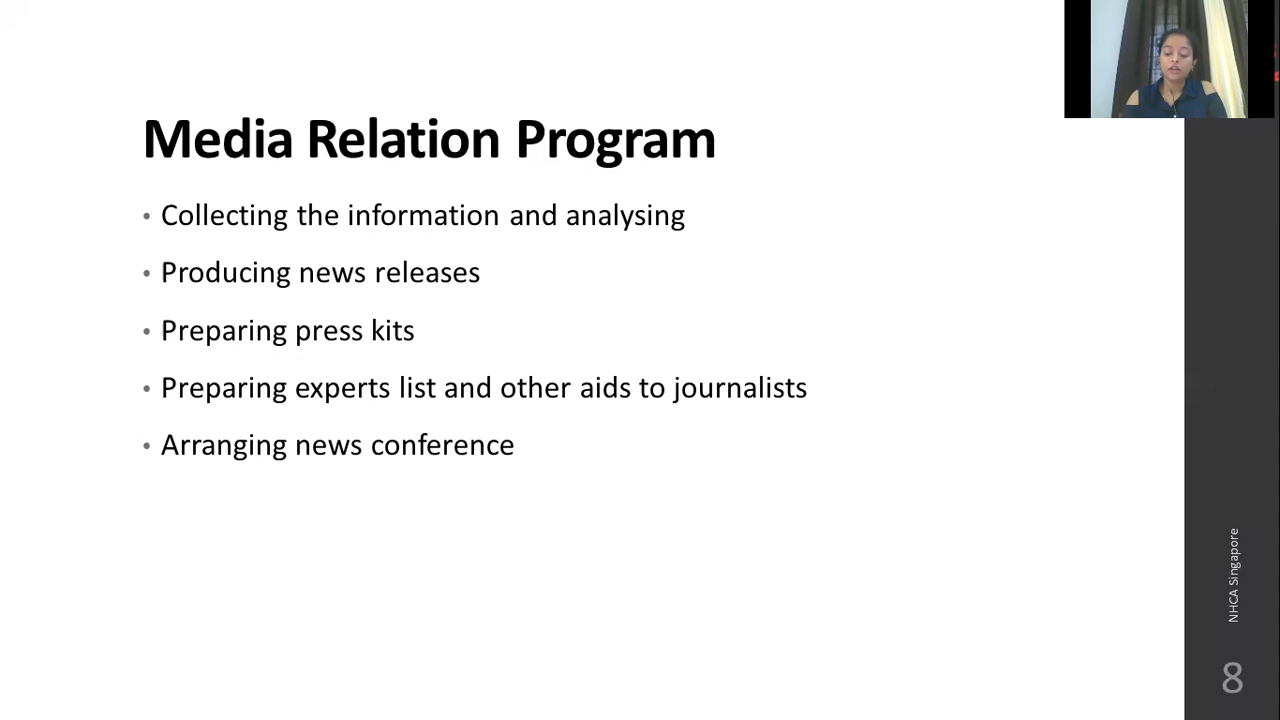 Media Relation Program
• Collecting the information and analysing
• Producing news releases
• Preparing press kits
• Preparing experts list and other aids to journalists
• Arranging news conference
NHCA Singapore
8